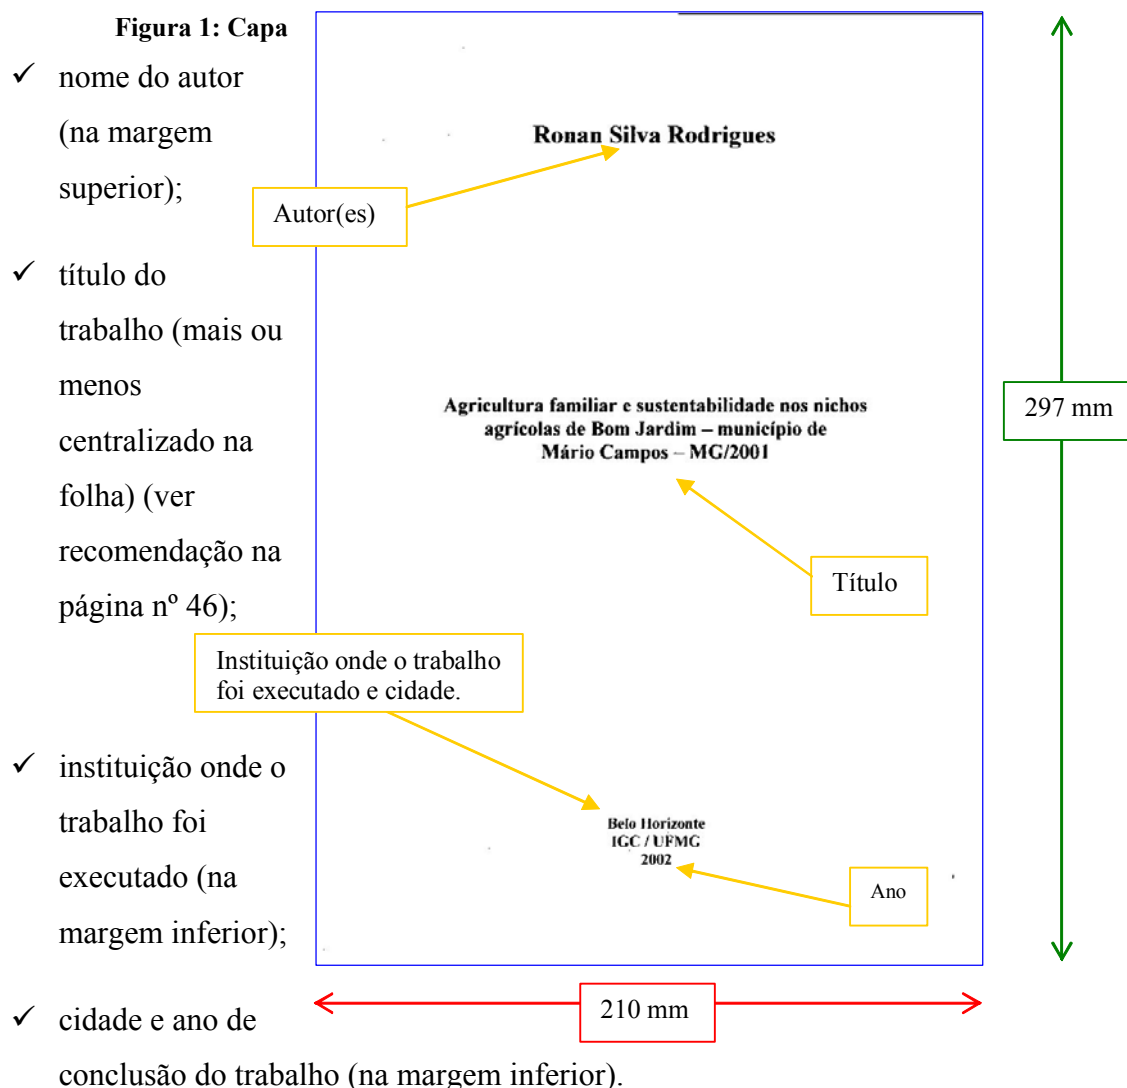 Figura 1: Capa
✓ nome do autor
(na margem
superior);
✓ título do
trabalho (mais ou
menos
centralizado na
folha) (ver
recomendação na
página nº 46);
✓ instituição onde o
trabalho foi
executado (na
margem inferior);
✓ cidade e ano de
conclusão do trabalho (na margem inferior).
Ronan Silva Rodrigues
Autor(es)
Agricultura familiar e sustentabilidade nos nichos
agrícolas de Bom Jardim – município de
Mário Campos – MG/2001
Título
Instituição onde o trabalho
foi executado e cidade.
Belo Horizonte
IGC / UFMG
2002
Ano
297 mm
210 mm